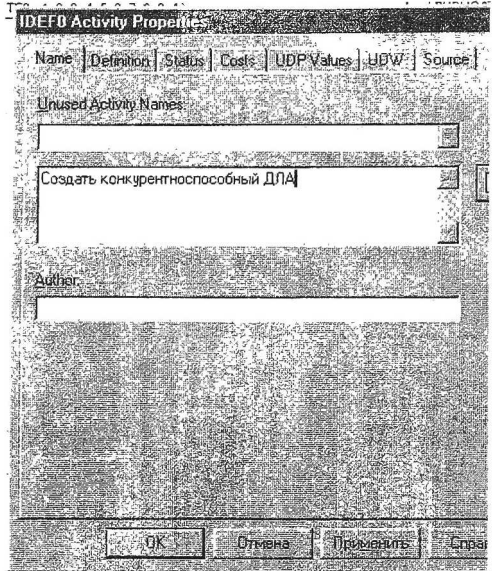 IDEF0 Activity Properties
Name Definition Status Costs UDP Values UOW Source
Unused Activity Names:
Создать конкурентноспособный ДЛА
Author:
OK Отмена Применить Спра